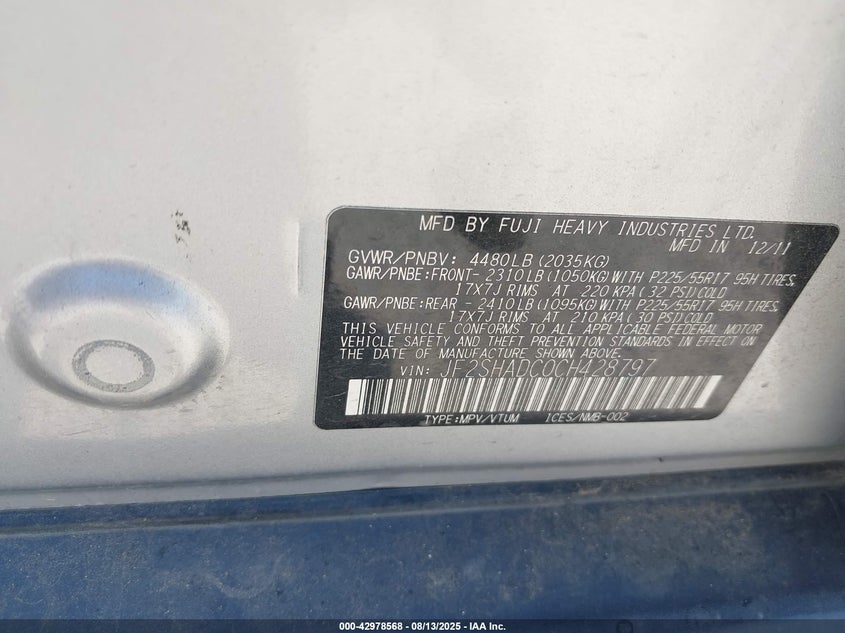 MFD BY FUJI HEAVY INDUSTRIES LTD.
MFD IN 12/11
GVWR/PNBV: 4480LB (2035KG)
GAWR/PNBE:FRONT- 2310LB (1050KG) WITH P225/55R17 95H TIRES,
17X7J RIMS AT 220 KPA (32 PSI) COLD
GAWR/PNBE:REAR - 2410LB (1095KG) WITH P225/55R17 95H TIRES,
17X7J RIMS AT 210 KPA (30 PSI) COLD
THIS VEHICLE CONFORMS TO ALL APPLICABLE FEDERAL MOTOR
VEHICLE SAFETY AND THEFT PREVENTION STANDARDS IN EFFECT ON
THE DATE OF MANUFACTURE SHOWN ABOVE.
VIN: JF2SHADC0CH428797
TYPE:MPV/VTUM ICES/NMB-002
000-42978568 - 08/13/2025 - IAA Inc.